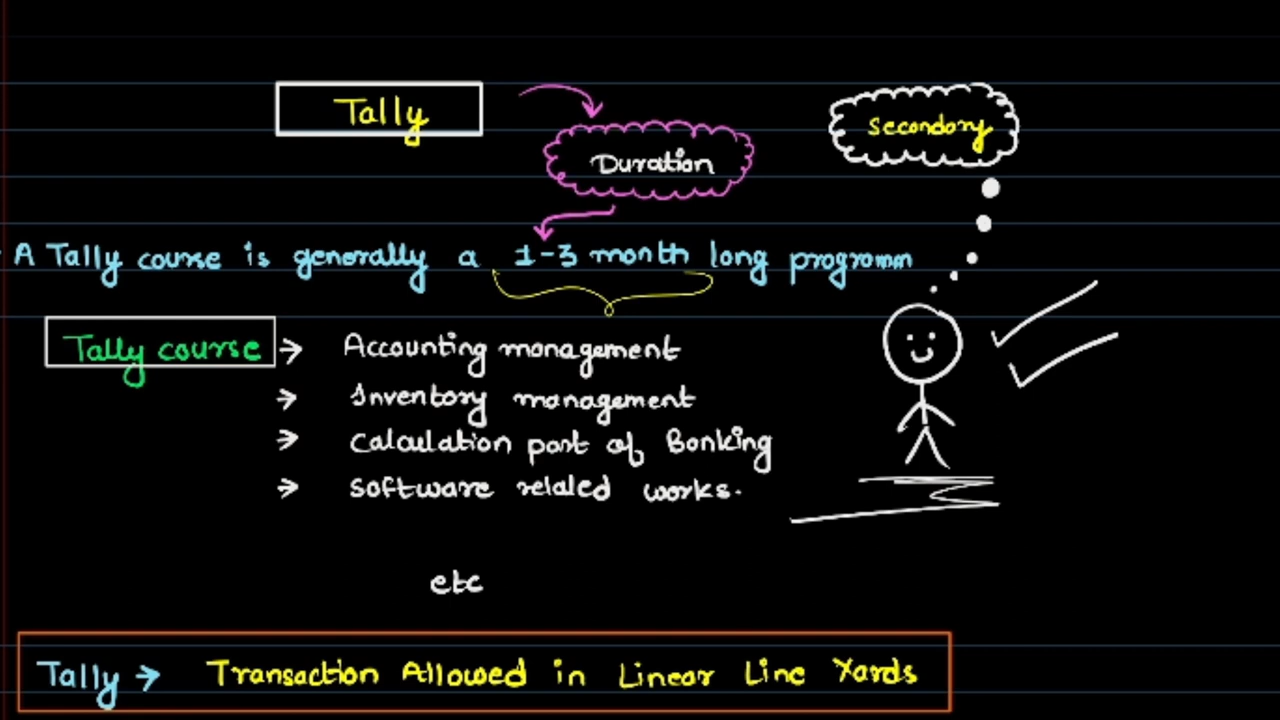 Tally
Secondary
Duration
A Tally course is generally a 1-3 month long programm
Tally course → Accounting management
→ Inventory management
→ Calculation part of Banking
→ Software related works.
etc
Tally → Transaction Allowed in Linear Line Yards